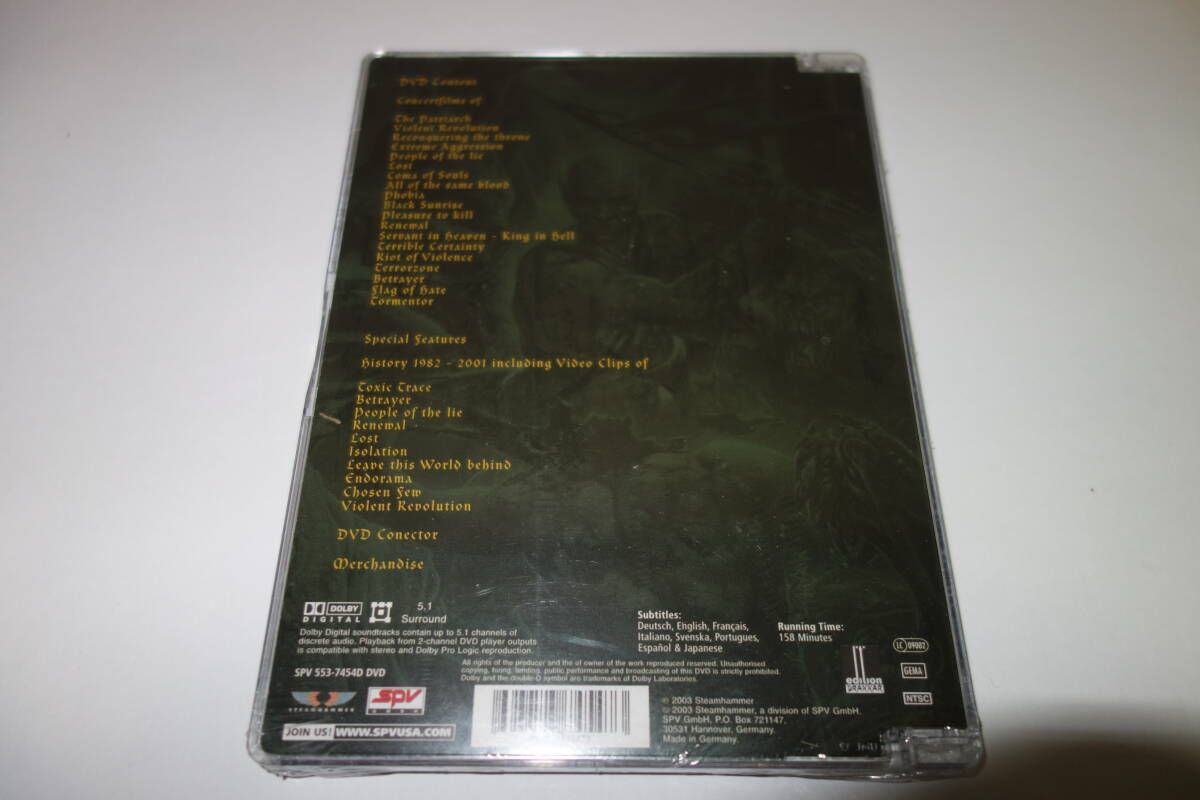 DVD Content
Concertfilms of
The Patriarch
Violent Revolution
Reconquering the throne
Extreme Aggression
People of the lie
Lost
Coma of Souls
All of the same blood
Phobia
Black Sunrise
Pleasure to kill
Renewal
Servant in Heaven - King in Hell
Terrible Certainty
Riot of Violence
Terrorzone
Betrayer
Flag of Hate
Tormentor
Special Features
History 1982 - 2001 including Video Clips of
Toxic Trace
Betrayer
People of the lie
Renewal
Lost
Isolation
Leave this World behind
Endorama
Chosen Few
Violent Revolution
DVD Conector
Merchandise
DOLBY
DIGITAL
5.1
Surround
Dolby Digital soundtracks contain up to 5.1 channels of
discrete audio. Playback from 2-channel DVD player outputs
is compatible with stereo and Dolby Pro Logic reproduction.
SPV 553-7454D DVD
STEAMHAMMER
SPV
JOIN US! WWW.SPVUSA.COM
Subtitles:
Deutsch, English, Français,
Italiano, Svenska, Portugues,
Español & Japanese
Running Time:
158 Minutes
All rights of the producer and the of owner of the work reproduced reserved. Unauthorised
copying, hiring, lending, public performance and broadcasting of this DVD is strictly prohibited.
Dolby and the double-D symbol are trademarks of Dolby Laboratories.
℗ 2003 Steamhammer
© 2003 Steamhammer, a division of SPV GmbH.
SPV GmbH, P.O. Box 721147,
30531 Hannover, Germany.
Made in Germany.
edition
DRAKKAR
LC 09002
GEMA
NTSC